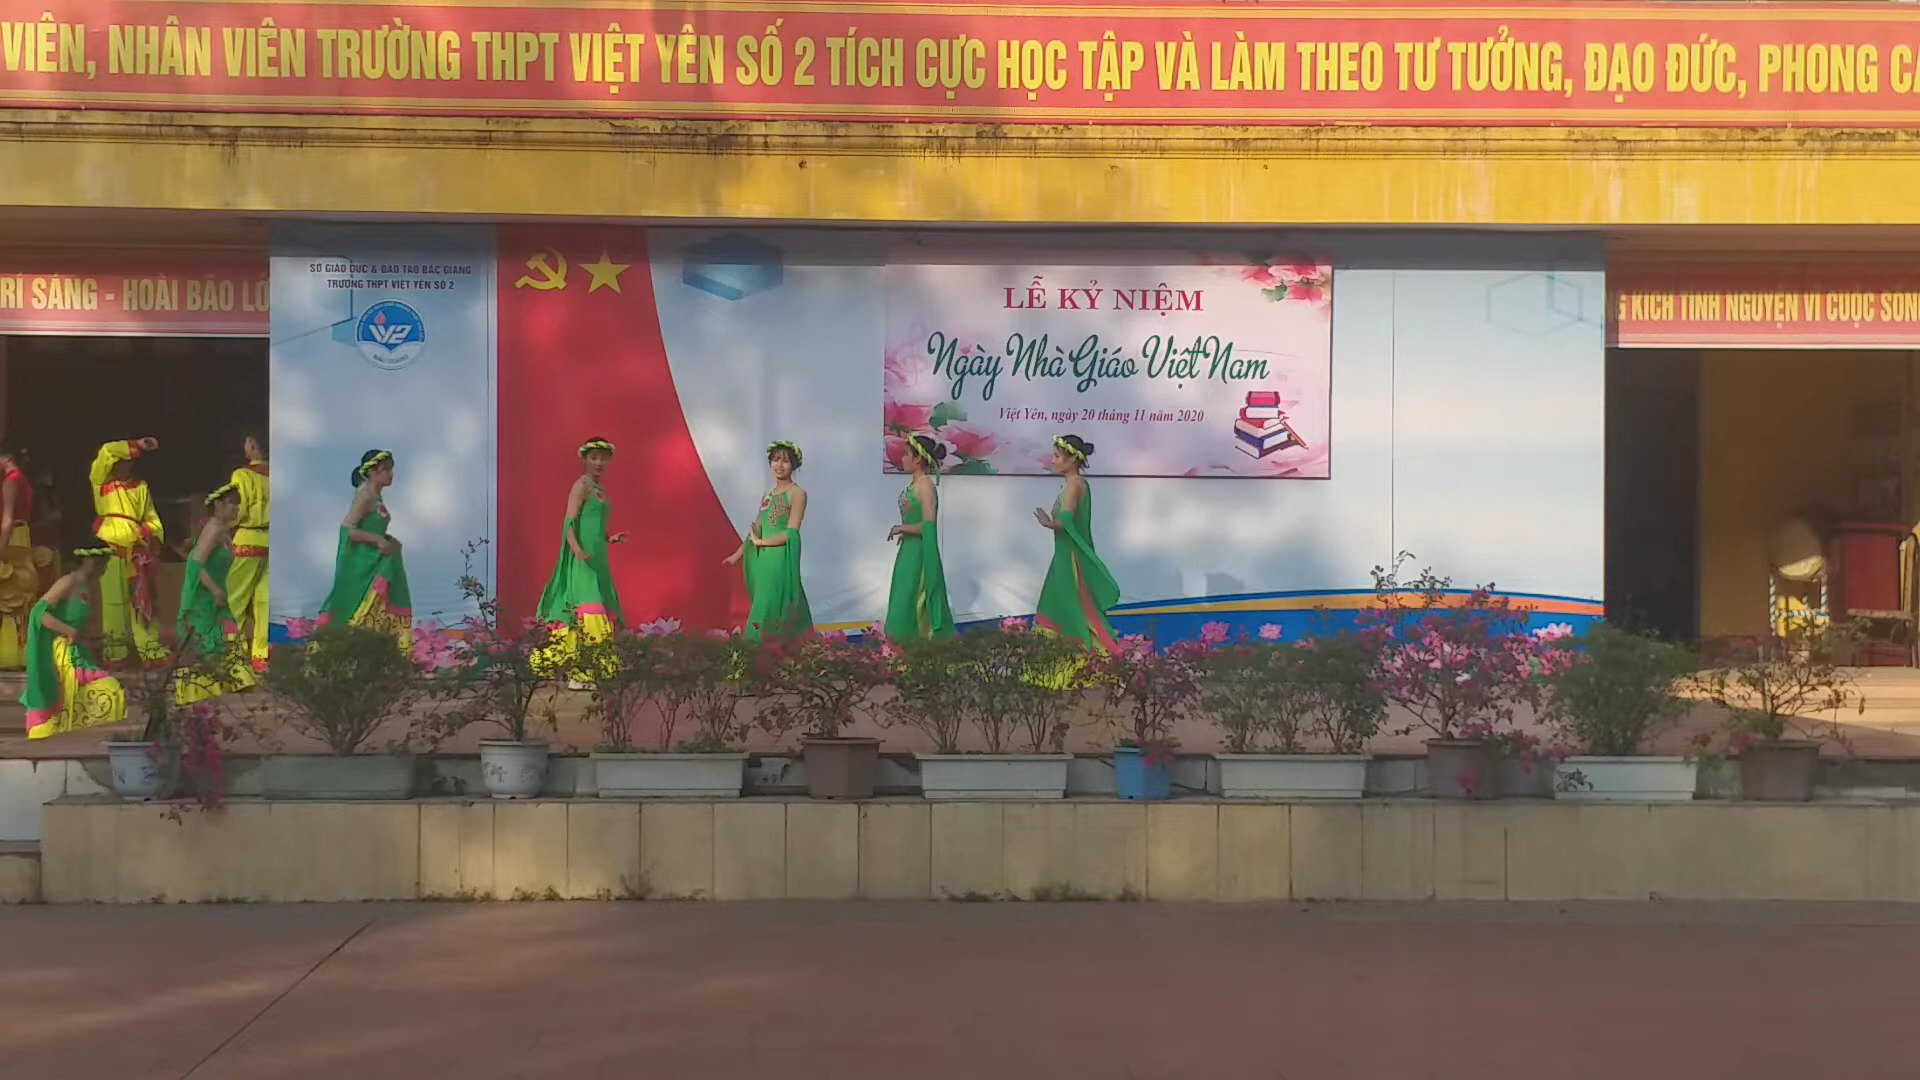 VIÊN, NHÂN VIÊN TRƯỜNG THPT VIỆT YÊN SỐ 2 TÍCH CỰC HỌC TẬP VÀ LÀM THEO TƯ TƯỞNG, ĐẠO ĐỨC, PHONG
RÍ SÁNG - HOÀI BÃO
SỞ GIÁO DỤC & ĐÀO TẠO BẮC GIANG
TRƯỜNG THPT VIỆT YÊN SỐ 2
VY2
BẮC GIANG
LỄ KỶ NIỆM
Ngày Nhà Giáo Việt Nam
Việt Yên, ngày 20 tháng 11 năm 2020
KÍCH TÌNH NGUYỆN VÌ CUỘC SỐN